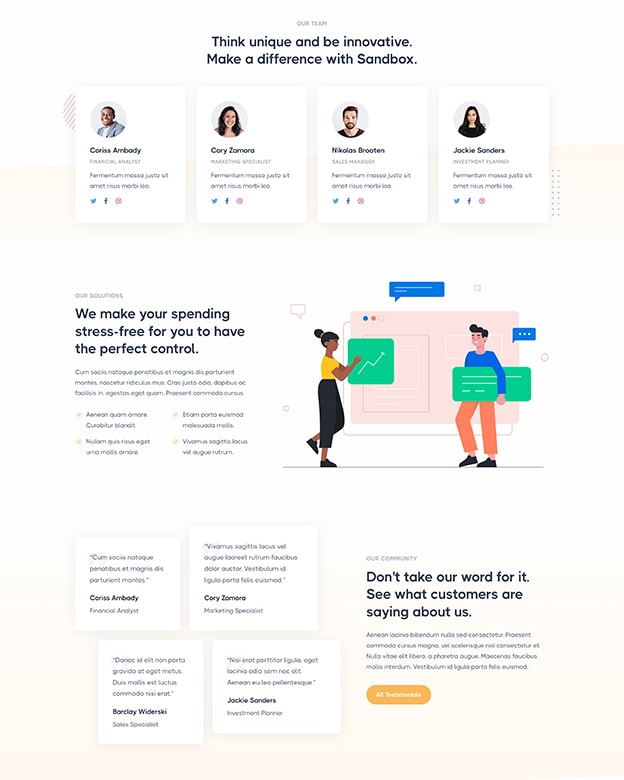 OUR TEAM
Think unique and be innovative.
Make a difference with Sandbox.
Coriss Ambady
FINANCIAL ANALYST
Fermentum massa justo sit
amet risus morbi leo.
Cory Zamora
MARKETING SPECIALIST
Fermentum massa justo sit
amet risus morbi leo.
Nikolas Brooten
SALES MANAGER
Fermentum massa justo sit
amet risus morbi leo.
Jackie Sanders
INVESTMENT PLANNER
Fermentum massa justo sit
amet risus morbi leo.
OUR SOLUTIONS
We make your spending
stress-free for you to have
the perfect control.
Cum sociis natoque penatibus et magnis dis parturient
montes, nascetur ridiculus mus. Cras justo odio, dapibus ac
facilisis in, egestas eget quam. Praesent commodo cursus.
Aenean quam ornare.
Curabitur blandit.
Etiam porta euismod
malesuada mollis.
Nullam quis risus eget
urna mollis ornare.
Vivamus sagittis lacus
vel augue rutrum.
"Cum sociis natoque
penatibus et magnis dis
parturient montes."
Coriss Ambady
Financial Analyst
"Vivamus sagittis lacus vel
augue laoreet rutrum faucibus
dolor auctor. Vestibulum id
ligula porta felis euismod."
Cory Zamora
Marketing Specialist
"Donec id elit non porta
gravida at eget metus.
Duis mollis est luctus
commodo nisi erat."
Barclay Widerski
Sales Specialist
"Nisi erat porttitor ligula, eget
lacinia odio sem nec elit.
Aenean eu leo pellentesque."
Jackie Sanders
Investment Planner
OUR COMMUNITY
Don't take our word for it.
See what customers are
saying about us.
Aenean lacinia bibendum nulla sed consectetur. Praesent
commodo cursus magna, vel scelerisque nisl consectetur et.
Nulla vitae elit libero, a pharetra augue. Maecenas faucibus
mollis interdum. Vestibulum id ligula porta felis euismod.
All Testimonials